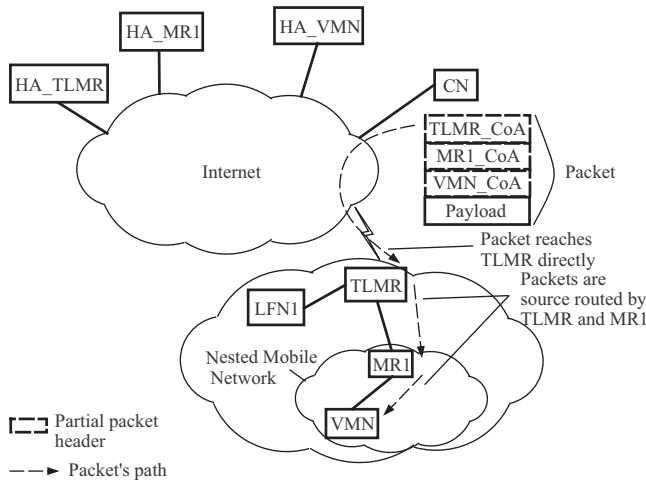 HA_MR1
HA_VMN
HA_TLMR
CN
Internet
TLMR_CoA
MR1_CoA
VMN_CoA
Payload
Packet
Packet reaches
TLMR directly
Packets are
source routed by
TLMR and MR1
TLMR
LFN1
Nested Mobile
Network
MR1
VMN
Partial packet
header
Packet's path